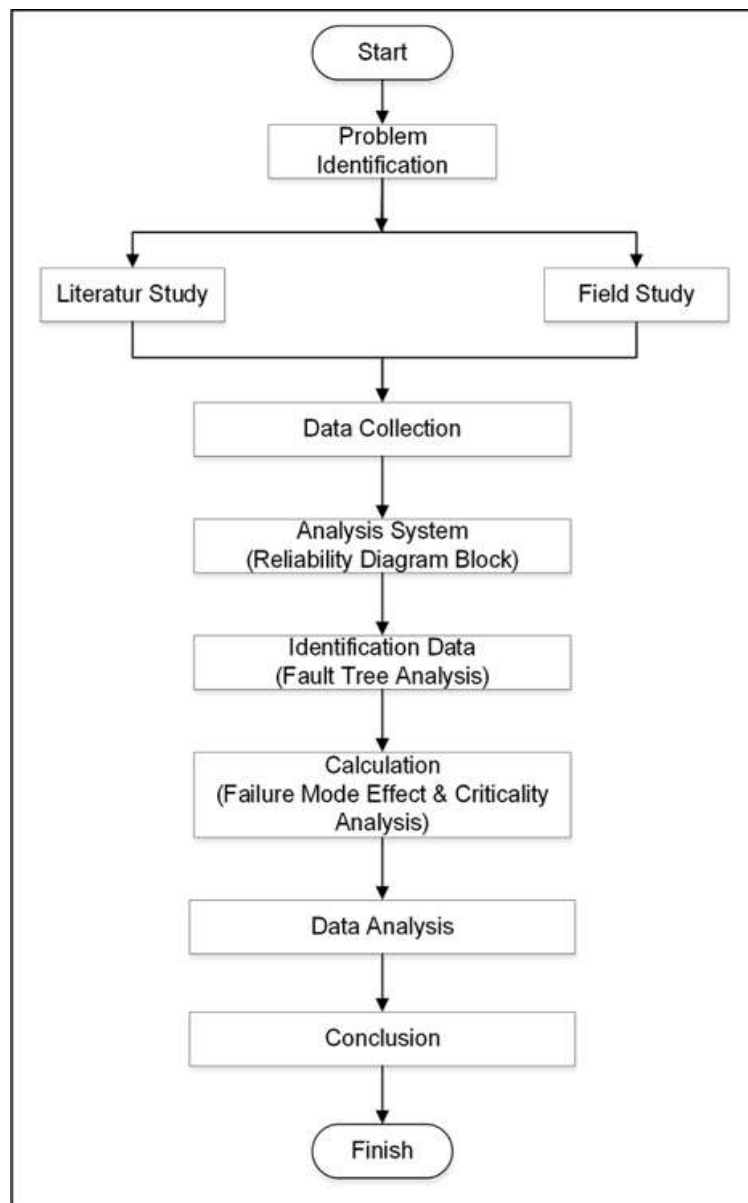 Start
Problem
Identification
Literatur Study
Field Study
Data Collection
Analysis System
(Reliability Diagram Block)
Identification Data
(Fault Tree Analysis)
Calculation
(Failure Mode Effect & Criticality
Analysis)
Data Analysis
Conclusion
Finish